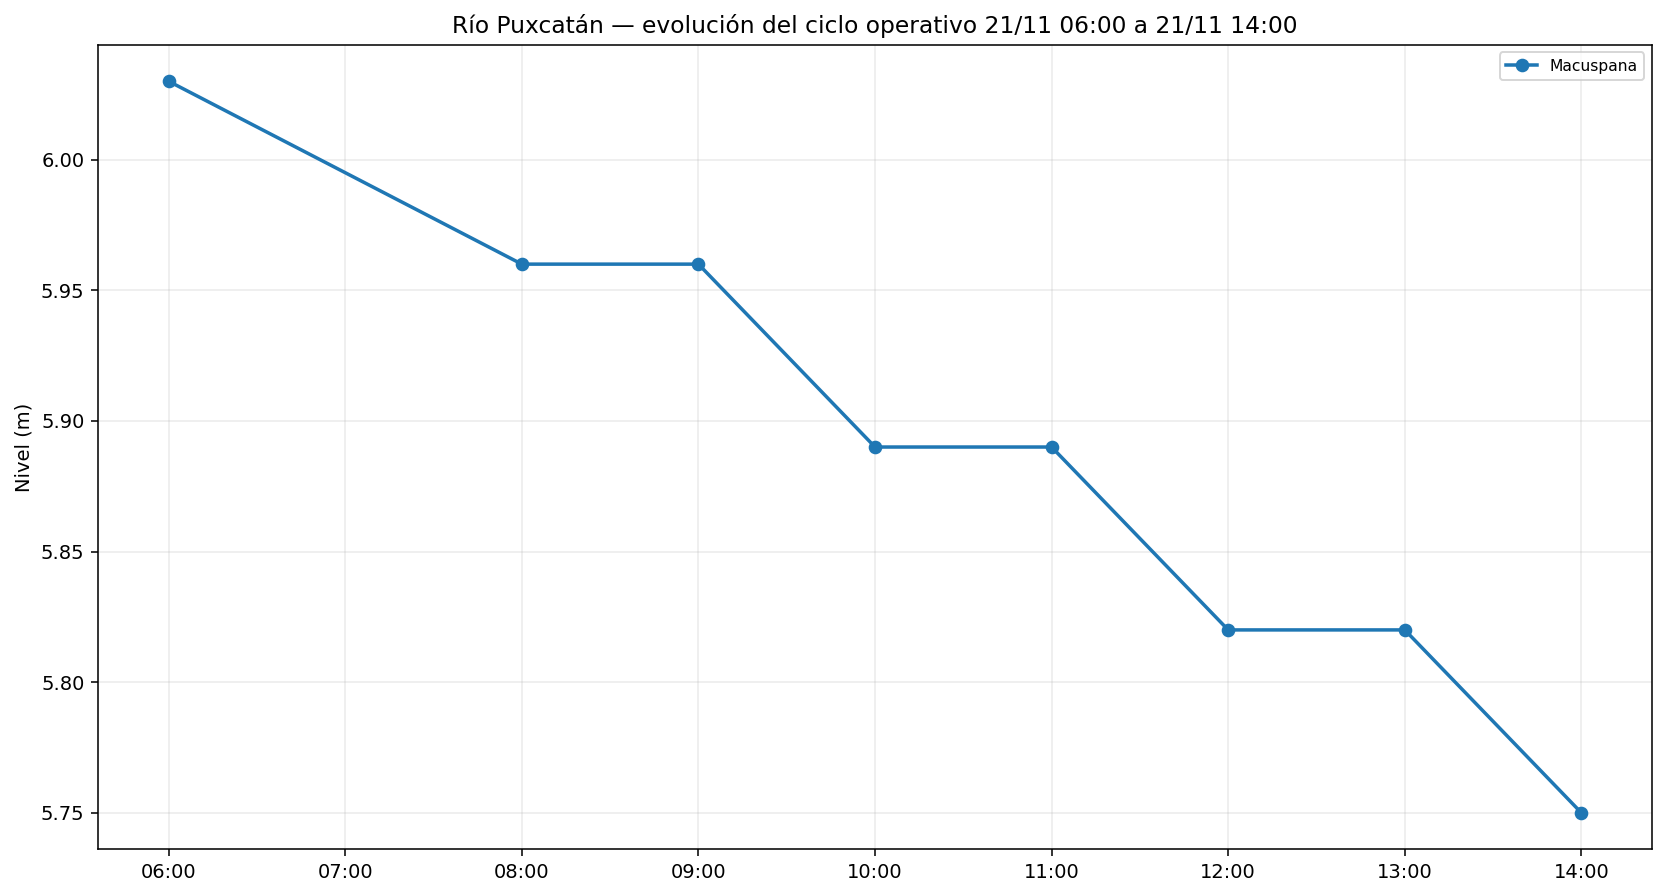 Río Puxcatán — evolución del ciclo operativo 21/11 06:00 a 21/11 14:00
Macuspana
Nivel (m)
6.00
5.95
5.90
5.85
5.80
5.75
06:00 07:00 08:00 09:00 10:00 11:00 12:00 13:00 14:00